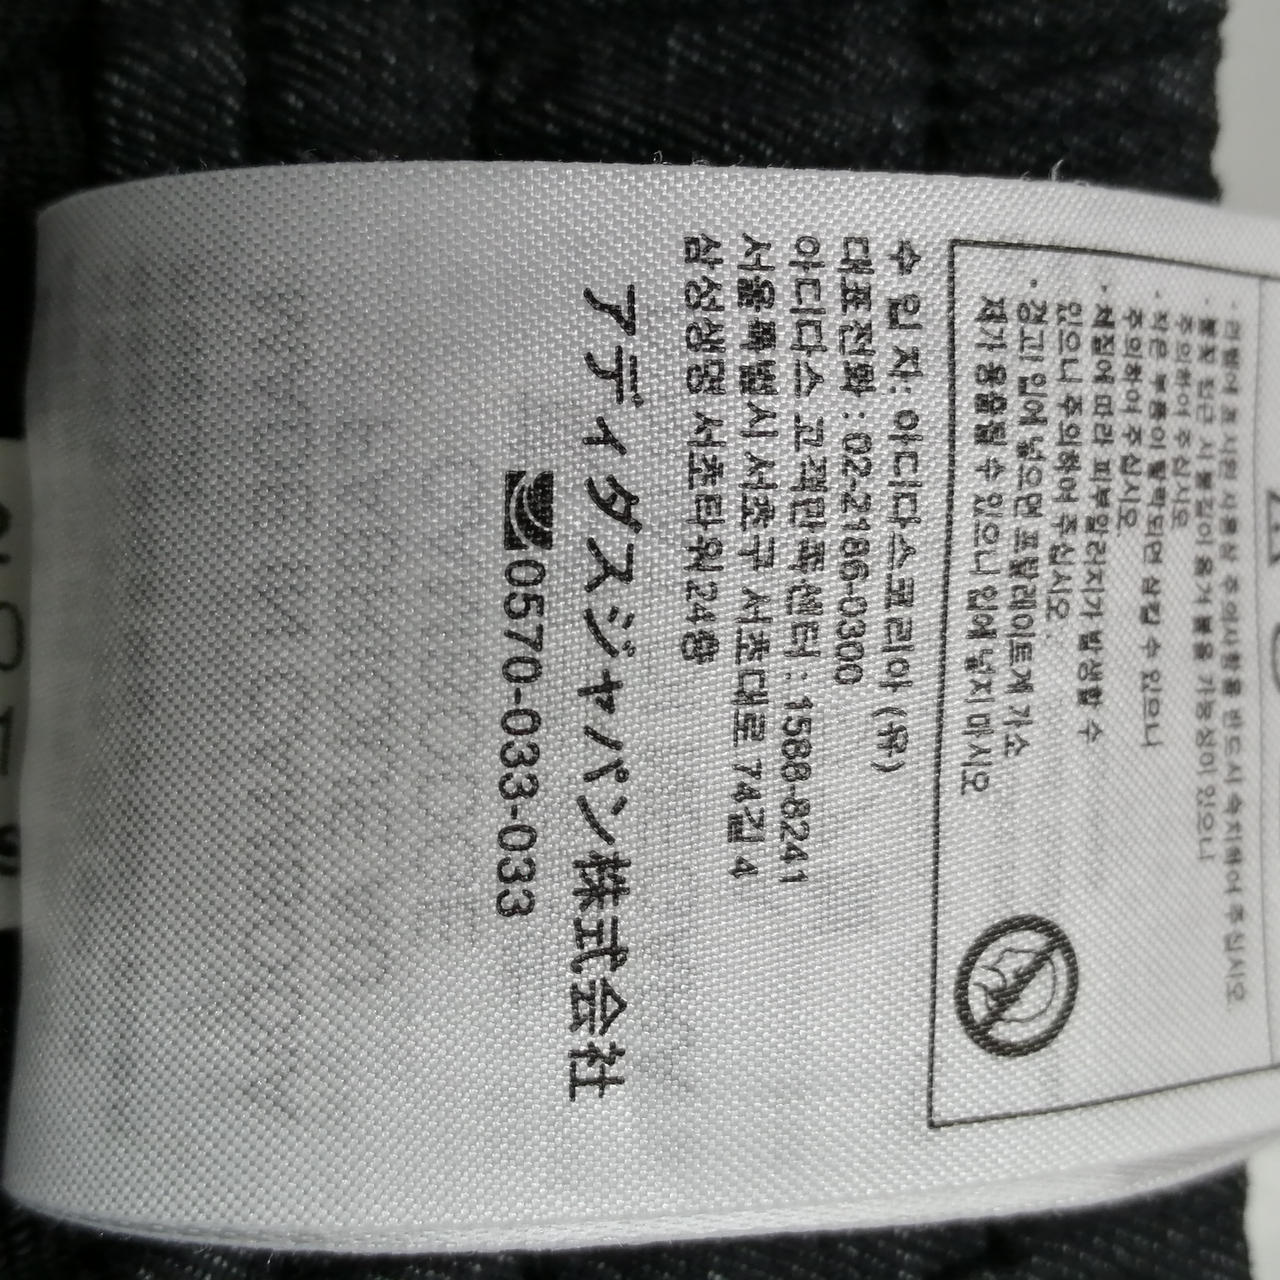 · 라벨에 표시된 사용상 주의사항을 반드시 숙지하여 주십시오
· 불꽃 접근 시 불길이 옮겨 붙을 가능성이 있으니
주의하여 주십시오
· 작은 부품이 탈락되면 삼킬 수 있으니
주의하여 주십시오
· 체질에 따라 피부알러지가 발생할 수
있으니 주의하여 주십시오
· 경고! 입에 넣으면 프탈레이트계 가소
제가 용출될 수 있으니 입에 넣지 마시오
수 입 자: 아디다스코리아 (유)
대표전화 : 02-2186-0300
아디다스 고객만족센터 : 1588-8241
서울특별시 서초구 서초대로 74길 4
삼성생명 서초타워24층
アディダスジャパン株式会社
0570-033-033